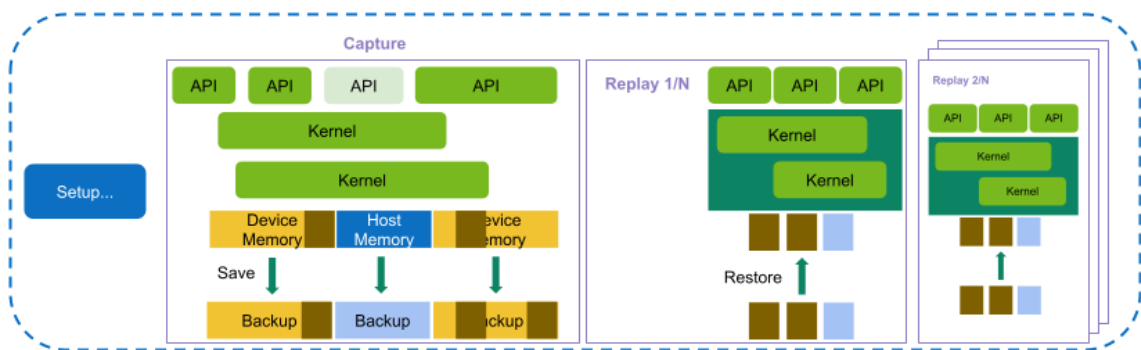 Capture
API API API API
Kernel
Kernel
Setup...
Device
Memory
Host
Memory
evice
emory
Save
Backup Backup ckup
Replay 1/N
API API API
Kernel
Kernel
Restore
Replay 2/N
API API API
Kernel
Kernel